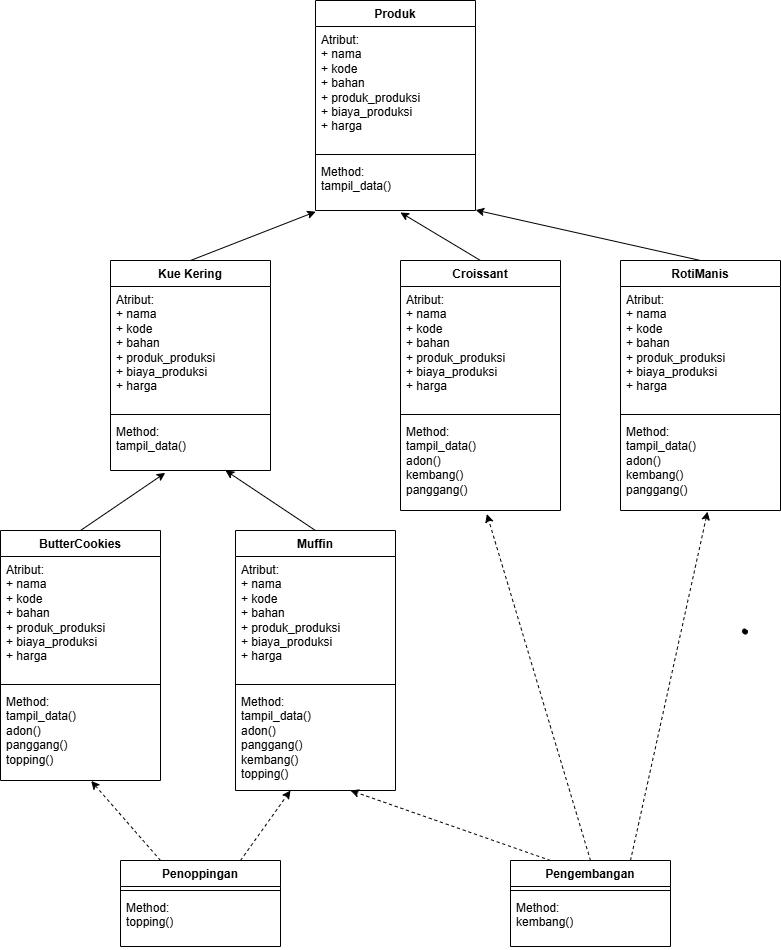 Produk
Atribut:
+ nama
+ kode
+ bahan
+ produk_produksi
+ biaya_produksi
+ harga
Method:
tampil_data()
Kue Kering
Atribut:
+ nama
+ kode
+ bahan
+ produk_produksi
+ biaya_produksi
+ harga
Method:
tampil_data()
Croissant
Atribut:
+ nama
+ kode
+ bahan
+ produk_produksi
+ biaya_produksi
+ harga
Method:
tampil_data()
adon()
kembang()
panggang()
RotiManis
Atribut:
+ nama
+ kode
+ bahan
+ produk_produksi
+ biaya_produksi
+ harga
Method:
tampil_data()
adon()
kembang()
panggang()
ButterCookies
Atribut:
+ nama
+ kode
+ bahan
+ produk_produksi
+ biaya_produksi
+ harga
Method:
tampil_data()
adon()
panggang()
topping()
Muffin
Atribut:
+ nama
+ kode
+ bahan
+ produk_produksi
+ biaya_produksi
+ harga
Method:
tampil_data()
adon()
panggang()
kembang()
topping()
Penoppingan
Method:
topping()
Pengembangan
Method:
kembang()